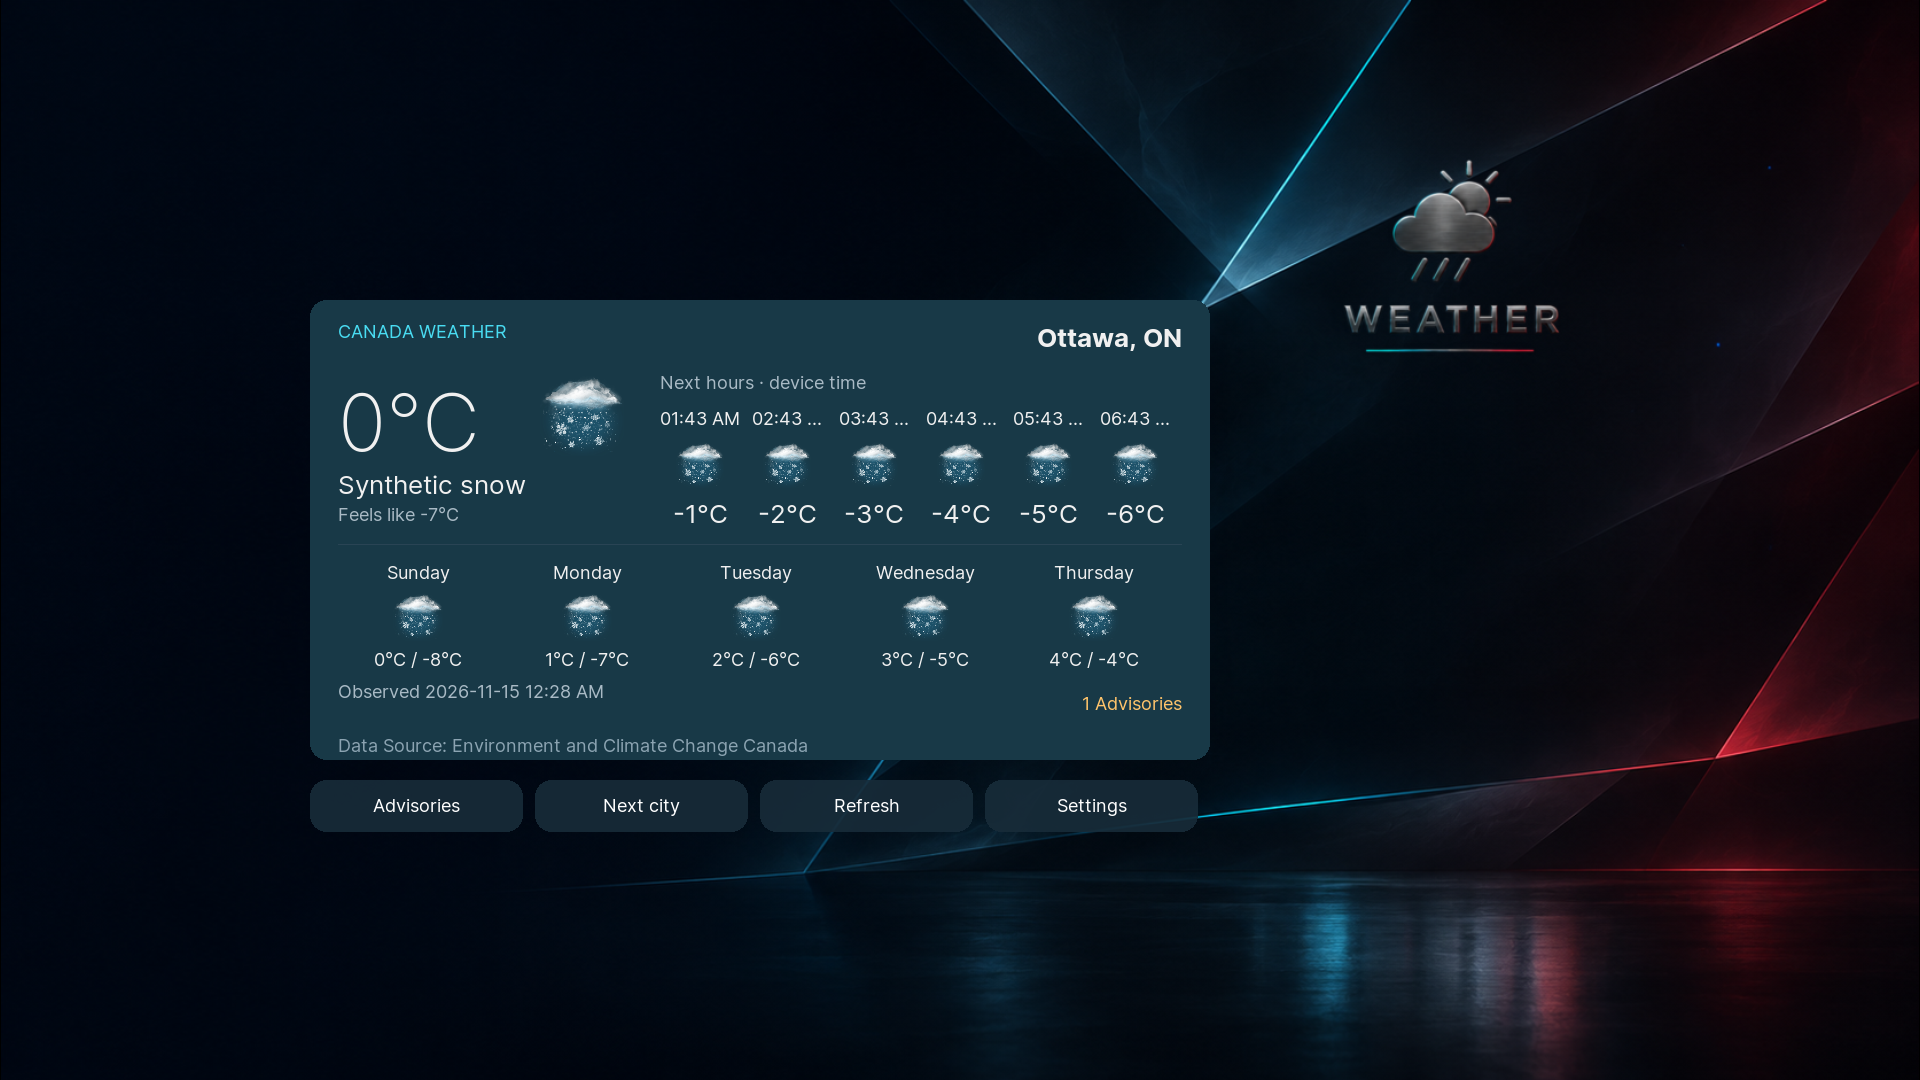 WEATHER
CANADA WEATHER
Ottawa, ON
0°C
Synthetic snow
Feels like -7°C
Next hours · device time
01:43 AM 02:43 ... 03:43 ... 04:43 ... 05:43 ... 06:43 ...
-1°C -2°C -3°C -4°C -5°C -6°C
Sunday Monday Tuesday Wednesday Thursday
0°C / -8°C 1°C / -7°C 2°C / -6°C 3°C / -5°C 4°C / -4°C
Observed 2026-11-15 12:28 AM
1 Advisories
Data Source: Environment and Climate Change Canada
Advisories Next city Refresh Settings